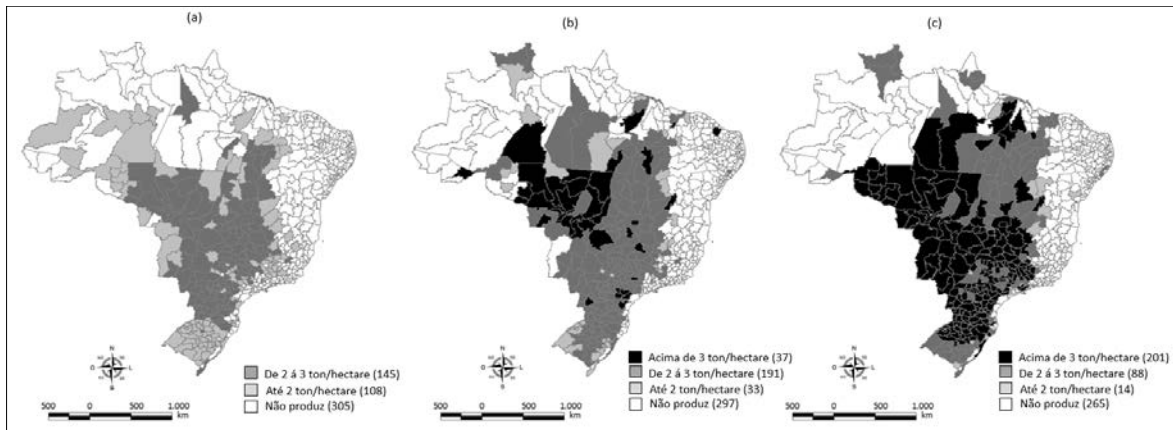 (a)
(b)
(c)
N
O
L
De 2 á 3 ton/hectare (145)
Até 2 ton/hectare (108)
Não produz (305)
500 0 500 1.000
km
N
O
L
S
Acima de 3 ton/hectare (37)
De 2 á 3 ton/hectare (191)
Até 2 ton/hectare (33)
Não produz (297)
500 0 500 1.000
km
N
O
L
S
Acima de 3 ton/hectare (201)
De 2 á 3 ton/hectare (88)
Até 2 ton/hectare (14)
Não produz (265)
500 0 500 1.000
km